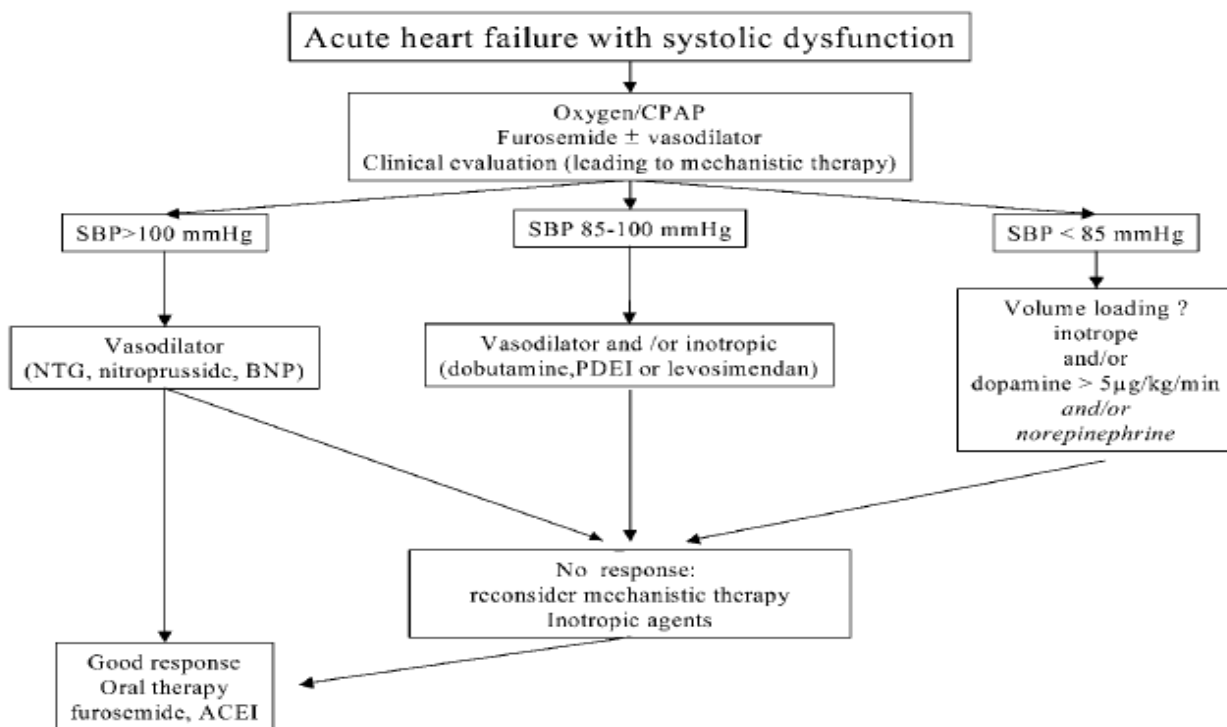 Acute heart failure with systolic dysfunction
Oxygen/CPAP
Furosemide ± vasodilator
Clinical evaluation (leading to mechanistic therapy)
SBP>100 mmHg
SBP 85-100 mmHg
SBP < 85 mmHg
Vasodilator
(NTG, nitroprusside, BNP)
Vasodilator and /or inotropic
(dobutamine,PDEI or levosimendan)
Volume loading ?
inotrope
and/or
dopamine > 5μg/kg/min
and/or
norepinephrine
No response:
reconsider mechanistic therapy
Inotropic agents
Good response
Oral therapy
furosemide, ACEI